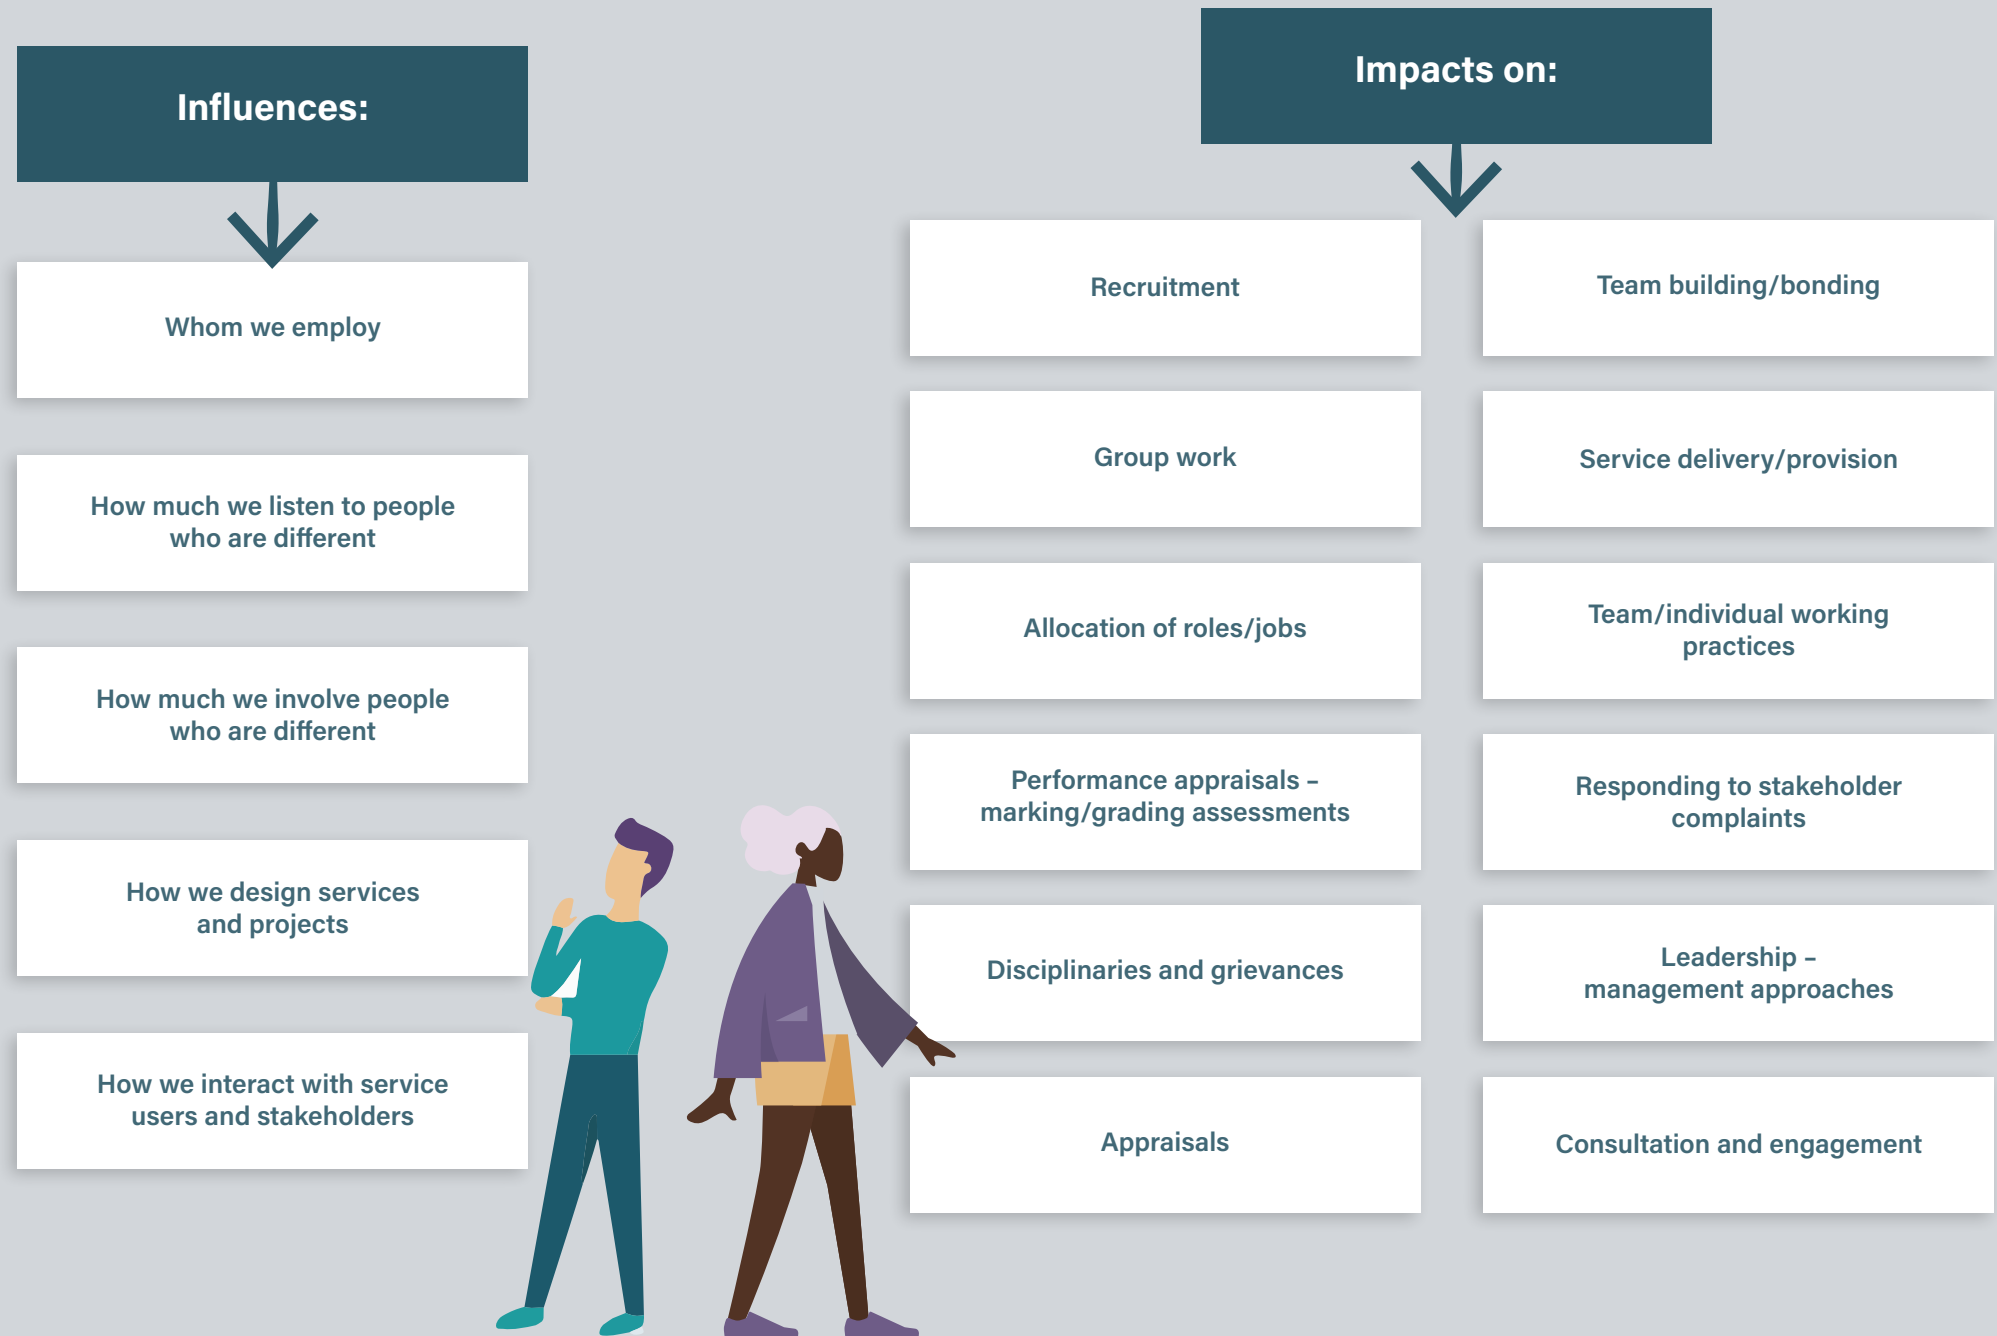 Influences:
Whom we employ
How much we listen to people
who are different
How much we involve people
who are different
How we design services
and projects
How we interact with service
users and stakeholders
Impacts on:
Recruitment
Team building/bonding
Group work
Service delivery/provision
Allocation of roles/jobs
Team/individual working
practices
Performance appraisals –
marking/grading assessments
Responding to stakeholder
complaints
Disciplinaries and grievances
Leadership –
management approaches
Appraisals
Consultation and engagement